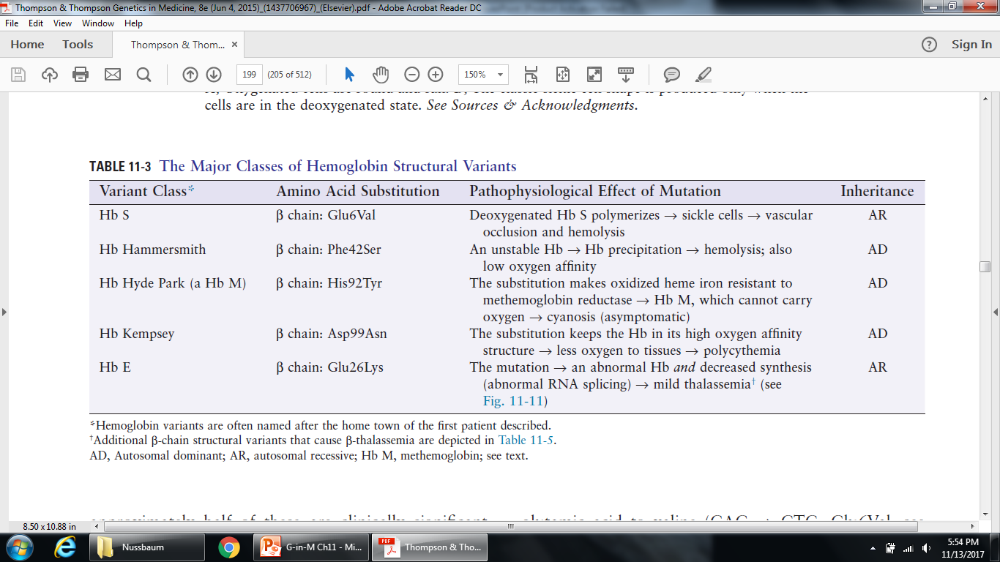 Thompson & Thompson Genetics in Medicine, 8e (Jun 4, 2015)_(1437706967)_(Elsevier).pdf - Adobe Acrobat Reader DC
File Edit View Window Help
Home Tools Thompson & Thom... × ? Sign In
199 (205 of 512) 150%
cells are in the deoxygenated state. See Sources & Acknowledgments.
TABLE 11-3 The Major Classes of Hemoglobin Structural Variants
Variant Class* Amino Acid Substitution Pathophysiological Effect of Mutation Inheritance
Hb S β chain: Glu6Val Deoxygenated Hb S polymerizes → sickle cells → vascular AR
occlusion and hemolysis
Hb Hammersmith β chain: Phe42Ser An unstable Hb → Hb precipitation → hemolysis; also AD
low oxygen affinity
Hb Hyde Park (a Hb M) β chain: His92Tyr The substitution makes oxidized heme iron resistant to AD
methemoglobin reductase → Hb M, which cannot carry
oxygen → cyanosis (asymptomatic)
Hb Kempsey β chain: Asp99Asn The substitution keeps the Hb in its high oxygen affinity AD
structure → less oxygen to tissues → polycythemia
Hb E β chain: Glu26Lys The mutation → an abnormal Hb and decreased synthesis AR
(abnormal RNA splicing) → mild thalassemia† (see
Fig. 11-11)
*Hemoglobin variants are often named after the home town of the first patient described.
†Additional β-chain structural variants that cause β-thalassemia are depicted in Table 11-5.
AD, Autosomal dominant; AR, autosomal recessive; Hb M, methemoglobin; see text.
8.50 x 10.88 in
Nussbaum G-in-M Ch11 - Mi... PDF Thompson & Tho... 5:54 PM
11/13/2017